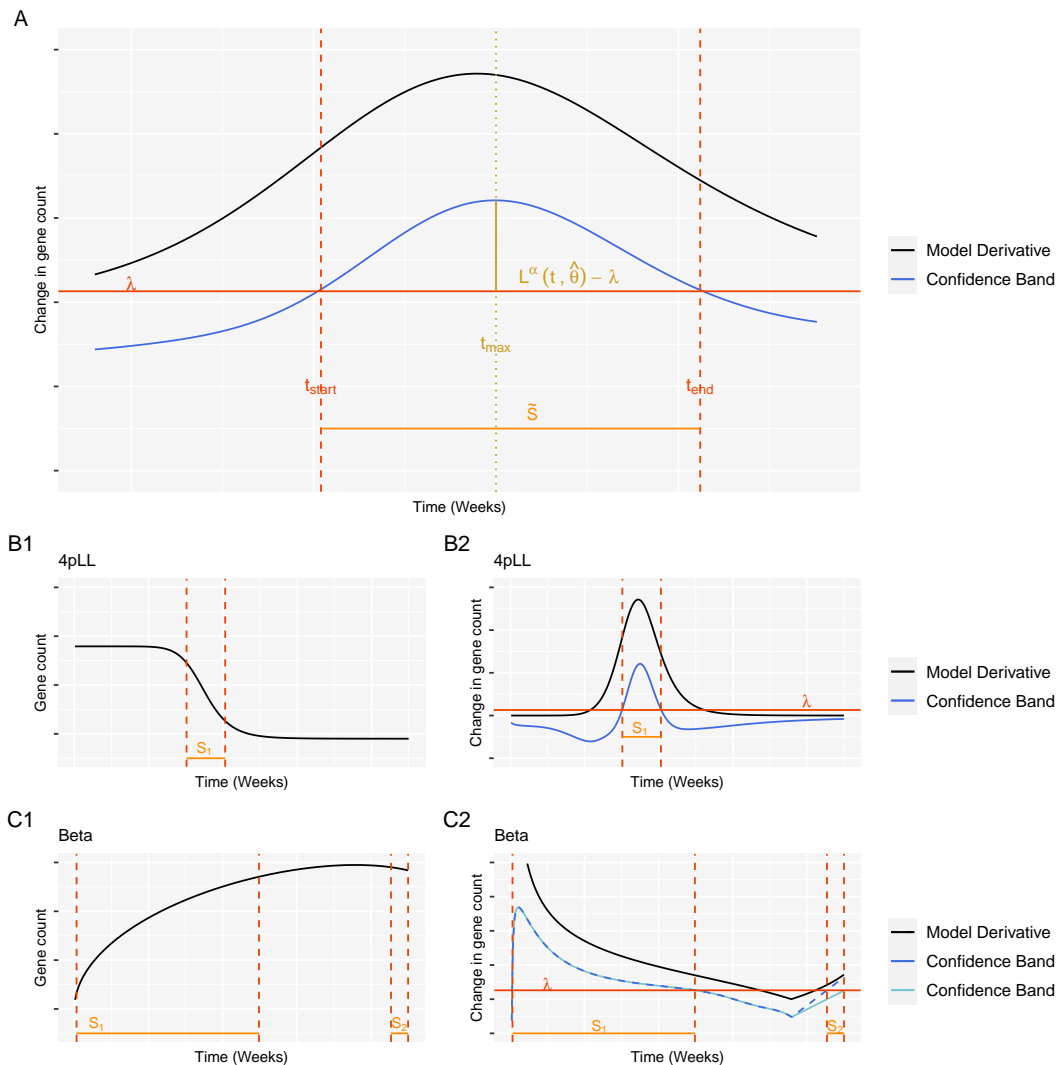 A
Change in gene count
λ
L^α (t , θ̂) − λ
t_max
t_start
t_end
S̃
Time (Weeks)
Model Derivative
Confidence Band
B1
4pLL
Gene count
S₁
Time (Weeks)
B2
4pLL
Change in gene count
λ
S₁
Time (Weeks)
Model Derivative
Confidence Band
C1
Beta
Gene count
S₁
S₂
Time (Weeks)
C2
Beta
Change in gene count
λ
S₁
S₂
Time (Weeks)
Model Derivative
Confidence Band
Confidence Band